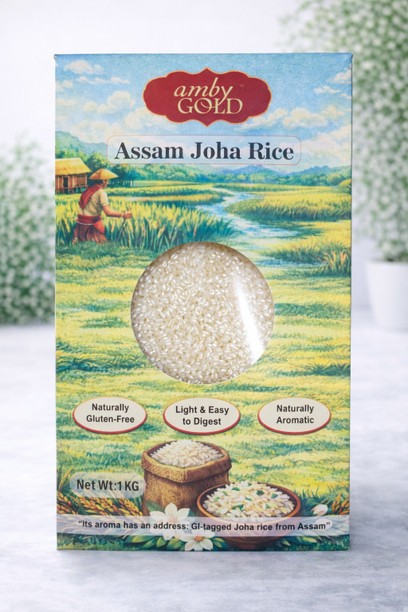 amby
GOLD
Assam Joha Rice
Naturally
Gluten-Free
Light & Easy
to Digest
Naturally
Aromatic
Net Wt:1 KG
"Its aroma has an address: GI-tagged Joha rice from Assam"